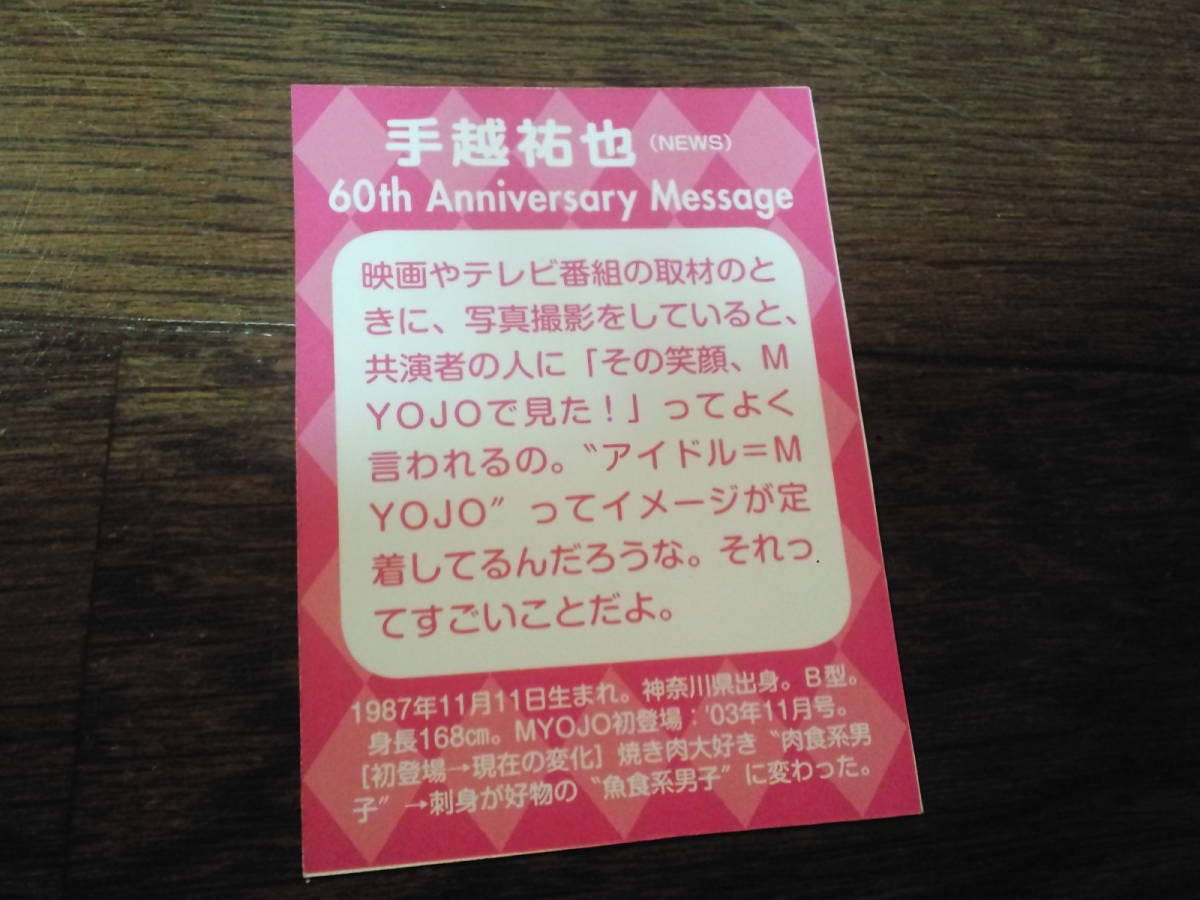 手越祐也（NEWS）
60th Anniversary Message
映画やテレビ番組の取材のと
きに、写真撮影をしていると、
共演者の人に「その笑顔、M
YOJOで見た！」ってよく
言われるの。〝アイドル＝M
YOJO〟ってイメージが定
着してるんだろうな。それっ
てすごいことだよ。
1987年11月11日生まれ。神奈川県出身。B型。
身長168㎝。MYOJO初登場：'03年11月号。
［初登場→現在の変化］焼き肉大好き〝肉食系男
子〟→刺身が好物の〝魚食系男子〟に変わった。